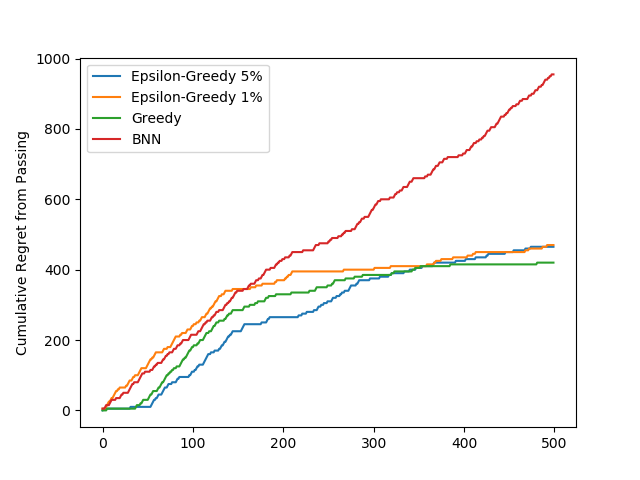 1000
800
600
400
200
0
Cumulative Regret from Passing
Epsilon-Greedy 5%
Epsilon-Greedy 1%
Greedy
BNN
0 100 200 300 400 500